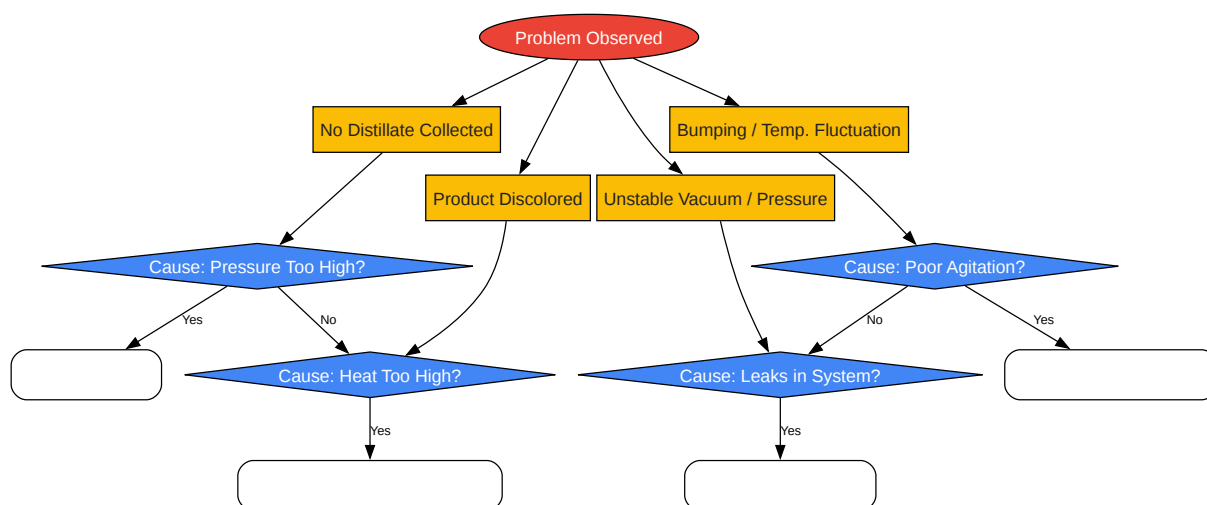 Problem Observed
No Distillate Collected
Bumping / Temp. Fluctuation
Product Discolored
Unstable Vacuum / Pressure
Cause: Pressure Too High?
Cause: Poor Agitation?
Yes
No
No
Yes
Cause: Heat Too High?
Cause: Leaks in System?
Yes
Yes